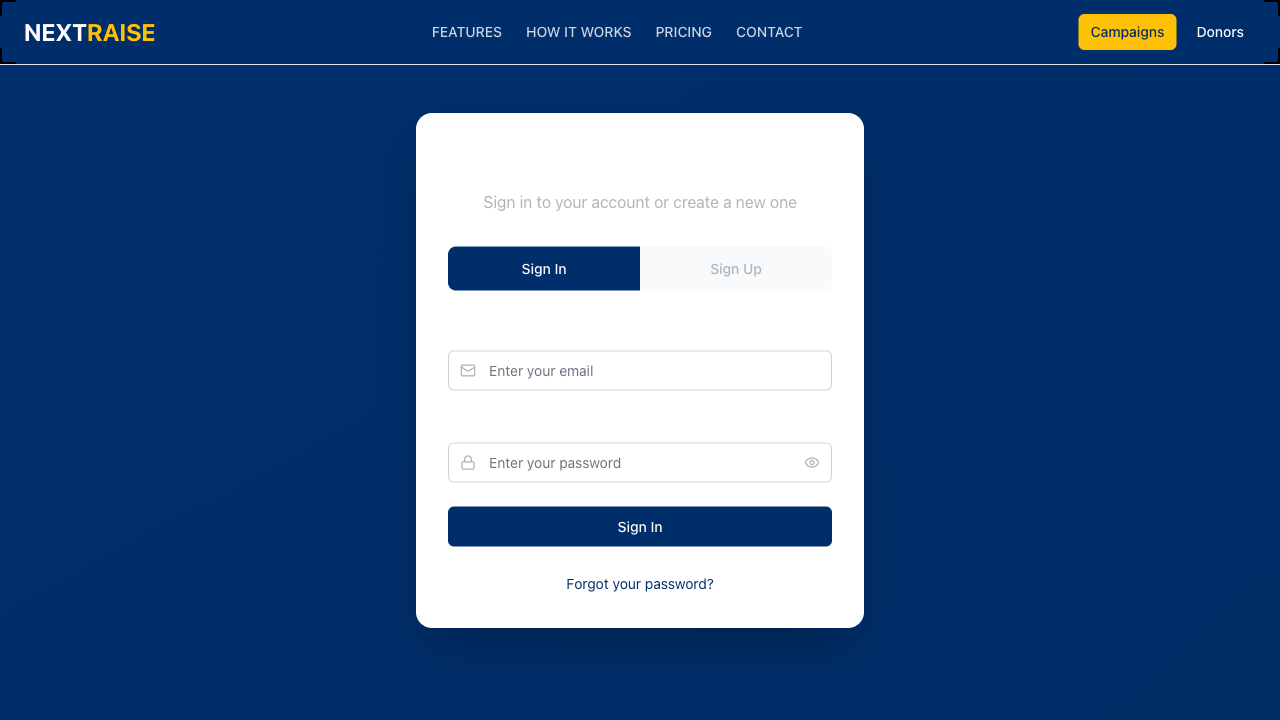 NEXTRAISE
FEATURES HOW IT WORKS PRICING CONTACT
Campaigns Donors
Sign in to your account or create a new one
Sign In Sign Up
Enter your email
Enter your password
Sign In
Forgot your password?